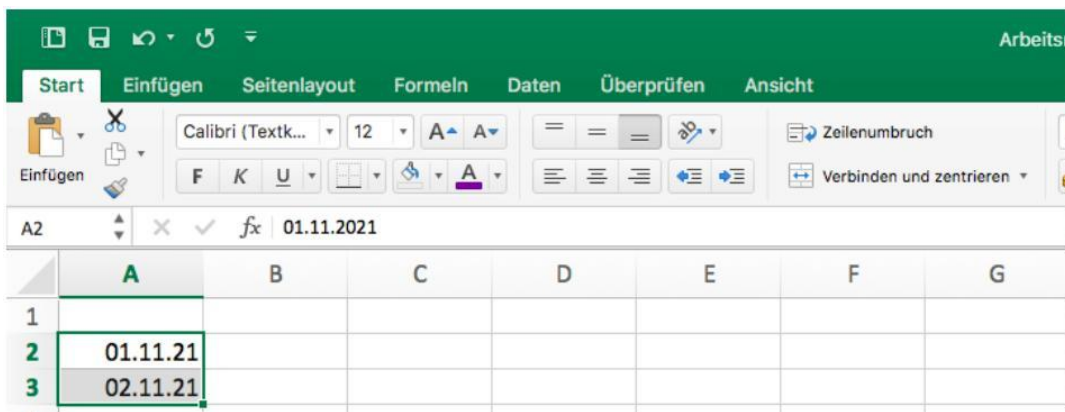 Arbeits
Start Einfügen Seitenlayout Formeln Daten Überprüfen Ansicht
Calibri (Textk... 12 A A Zeilenumbruch
Einfügen F K U A Verbinden und zentrieren
A2 fx 01.11.2021
A B C D E F G
1
2 01.11.21
3 02.11.21